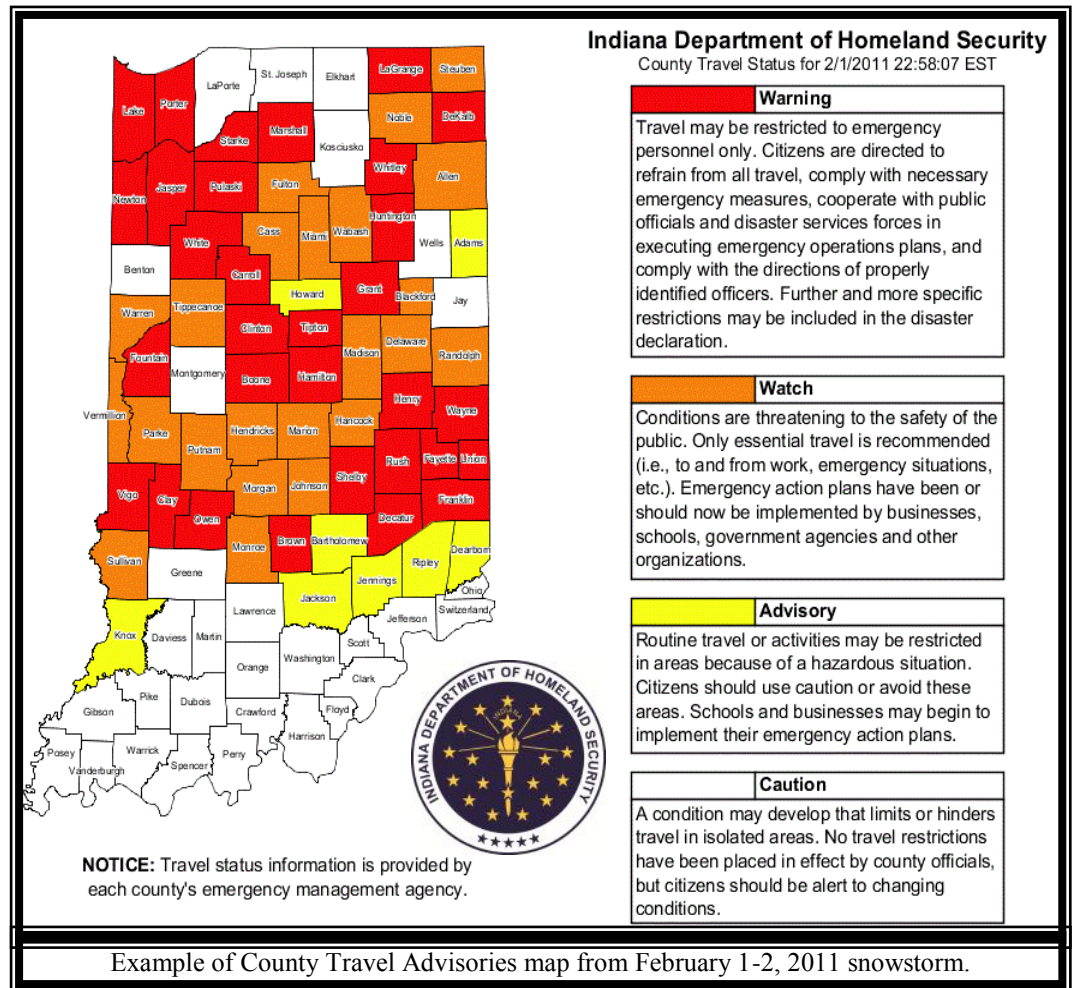 Indiana Department of Homeland Security
County Travel Status for 2/1/2011 22:58:07 EST
LaPorte
St. Joseph
Elkhart
LaGrange
Steuben
Lake
Porter
Noble
DeKalb
Starke
Marshall
Kosciusko
Whitley
Allen
Newton
Jasper
Pulaski
Fulton
Huntington
White
Cass
Miami
Wabash
Wells
Adams
Benton
Carroll
Howard
Grant
Blackford
Jay
Warren
Tippecanoe
Clinton
Tipton
Madison
Delaware
Randolph
Fountain
Montgomery
Boone
Hamilton
Henry
Wayne
Vermillion
Parke
Putnam
Hendricks
Marion
Hancock
Rush
Fayette
Union
Vigo
Clay
Owen
Morgan
Johnson
Shelby
Franklin
Decatur
Sullivan
Greene
Monroe
Brown
Bartholomew
Jennings
Ripley
Dearborn
Ohio
Knox
Daviess
Martin
Lawrence
Jackson
Jefferson
Switzerland
Orange
Washington
Scott
Clark
Gibson
Pike
Dubois
Crawford
Floyd
Harrison
Posey
Vanderburgh
Warrick
Spencer
Perry
INDIANA DEPARTMENT OF HOMELAND SECURITY
INDIANA
NOTICE: Travel status information is provided by
each county's emergency management agency.
Warning
Travel may be restricted to emergency
personnel only. Citizens are directed to
refrain from all travel, comply with necessary
emergency measures, cooperate with public
officials and disaster services forces in
executing emergency operations plans, and
comply with the directions of properly
identified officers. Further and more specific
restrictions may be included in the disaster
declaration.
Watch
Conditions are threatening to the safety of the
public. Only essential travel is recommended
(i.e., to and from work, emergency situations,
etc.). Emergency action plans have been or
should now be implemented by businesses,
schools, government agencies and other
organizations.
Advisory
Routine travel or activities may be restricted
in areas because of a hazardous situation.
Citizens should use caution or avoid these
areas. Schools and businesses may begin to
implement their emergency action plans.
Caution
A condition may develop that limits or hinders
travel in isolated areas. No travel restrictions
have been placed in effect by county officials,
but citizens should be alert to changing
conditions.
Example of County Travel Advisories map from February 1-2, 2011 snowstorm.